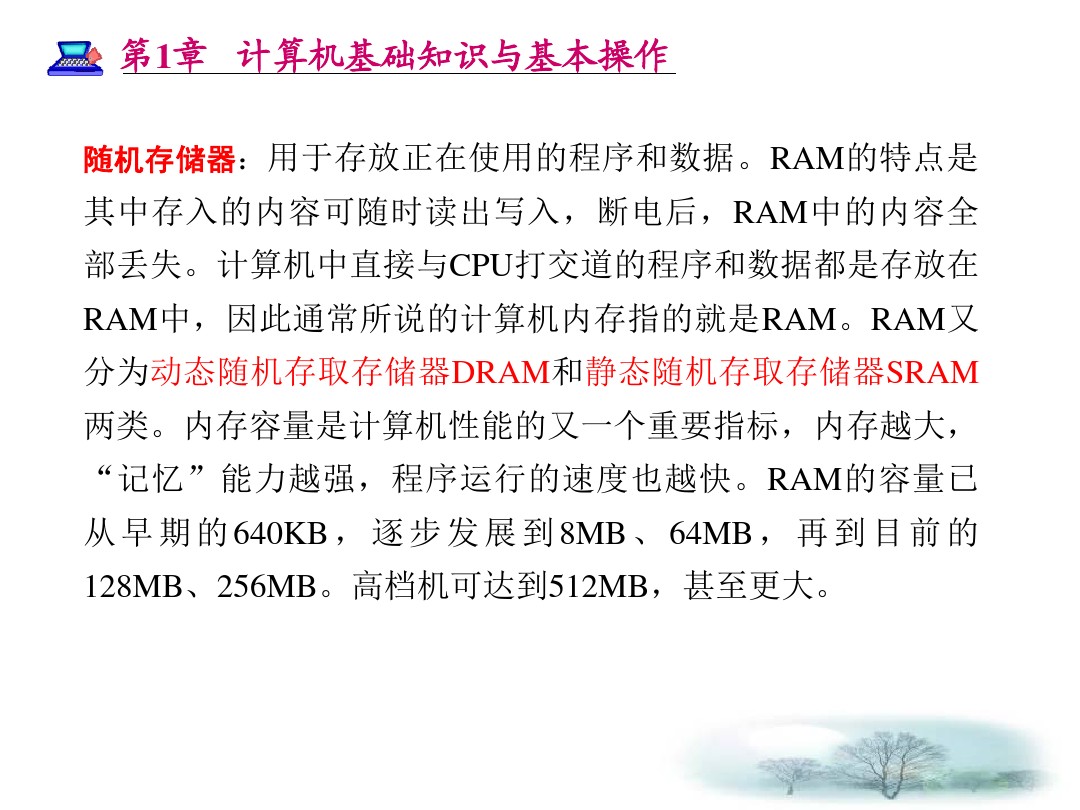 第1章 计算机基础知识与基本操作
随机存储器：用于存放正在使用的程序和数据。RAM的特点是
其中存入的内容可随时读出写入，断电后，RAM中的内容全
部丢失。计算机中直接与CPU打交道的程序和数据都是存放在
RAM中，因此通常所说的计算机内存指的就是RAM。RAM又
分为动态随机存取存储器DRAM和静态随机存取存储器SRAM
两类。内存容量是计算机性能的又一个重要指标，内存越大，
“记忆”能力越强，程序运行的速度也越快。RAM的容量已
从早期的640KB，逐步发展到8MB、64MB，再到目前的
128MB、256MB。高档机可达到512MB，甚至更大。